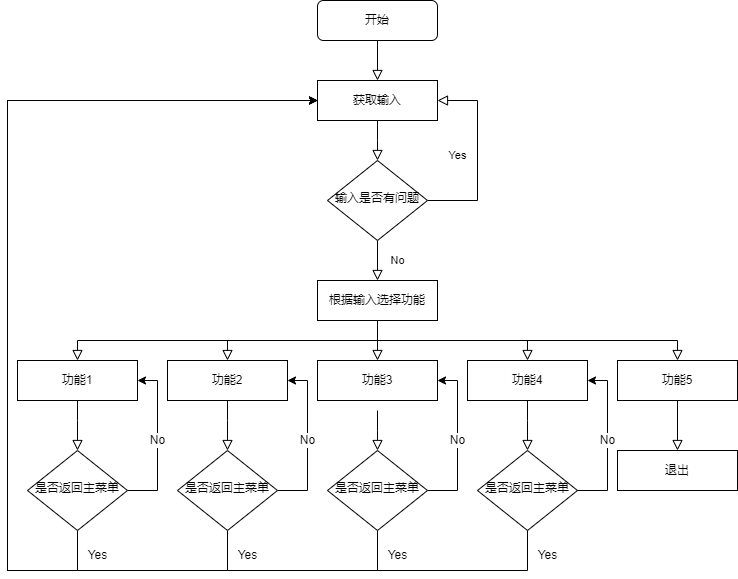 开始
获取输入
Yes
输入是否有问题
No
根据输入选择功能
功能1
功能2
功能3
功能4
功能5
No
No
No
No
是否返回主菜单
是否返回主菜单
是否返回主菜单
是否返回主菜单
退出
Yes
Yes
Yes
Yes